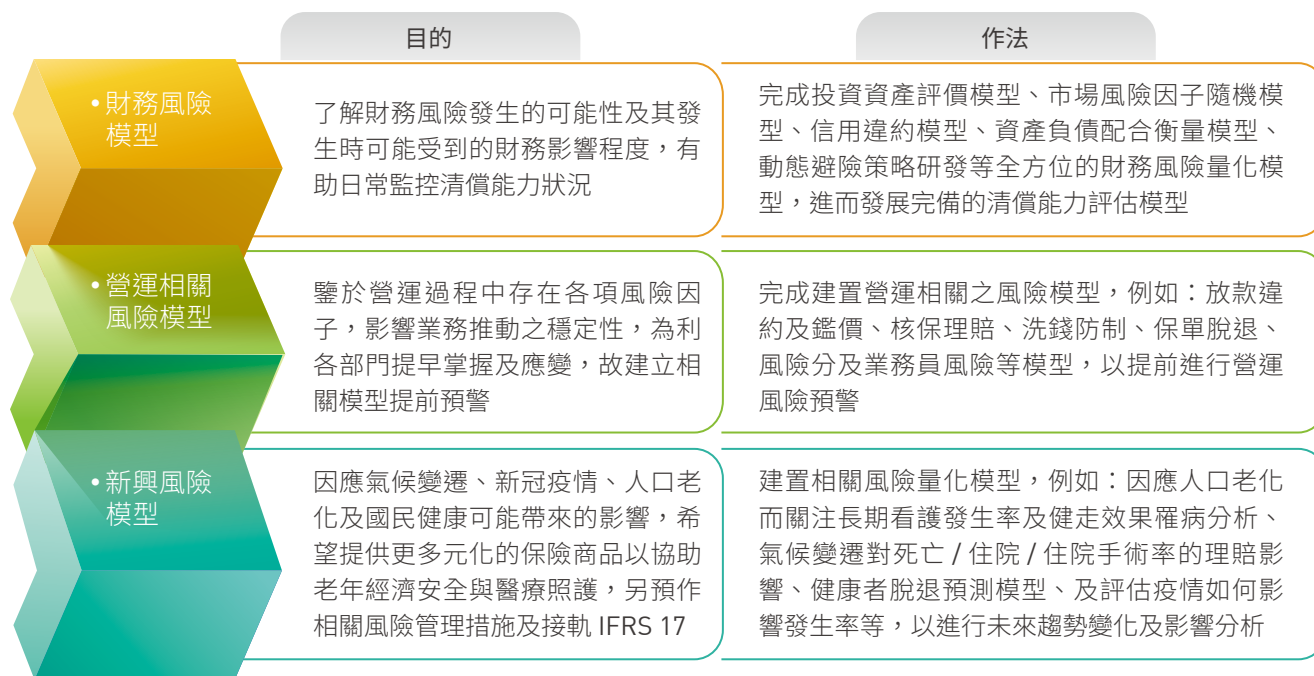 目的
作法
•財務風險
模型
了解財務風險發生的可能性及其發
生時可能受到的財務影響程度，有
助日常監控清償能力狀況
完成投資資產評價模型、市場風險因子隨機模
型、信用違約模型、資產負債配合衡量模型、
動態避險策略研發等全方位的財務風險量化模
型，進而發展完備的清償能力評估模型
•營運相關
風險模型
鑒於營運過程中存在各項風險因
子，影響業務推動之穩定性，為利
各部門提早掌握及應變，故建立相
關模型提前預警
完成建置營運相關之風險模型，例如：放款違
約及鑑價、核保理賠、洗錢防制、保單脫退、
風險分及業務員風險等模型，以提前進行營運
風險預警
•新興風險
模型
因應氣候變遷、新冠疫情、人口老
化及國民健康可能帶來的影響，希
望提供更多元化的保險商品以協助
老年經濟安全與醫療照護，另預作
相關風險管理措施及接軌 IFRS 17
建置相關風險量化模型，例如：因應人口老化
而關注長期看護發生率及健走效果罹病分析、
氣候變遷對死亡 / 住院 / 住院手術率的理賠影
響、健康者脫退預測模型、及評估疫情如何影
響發生率等，以進行未來趨勢變化及影響分析